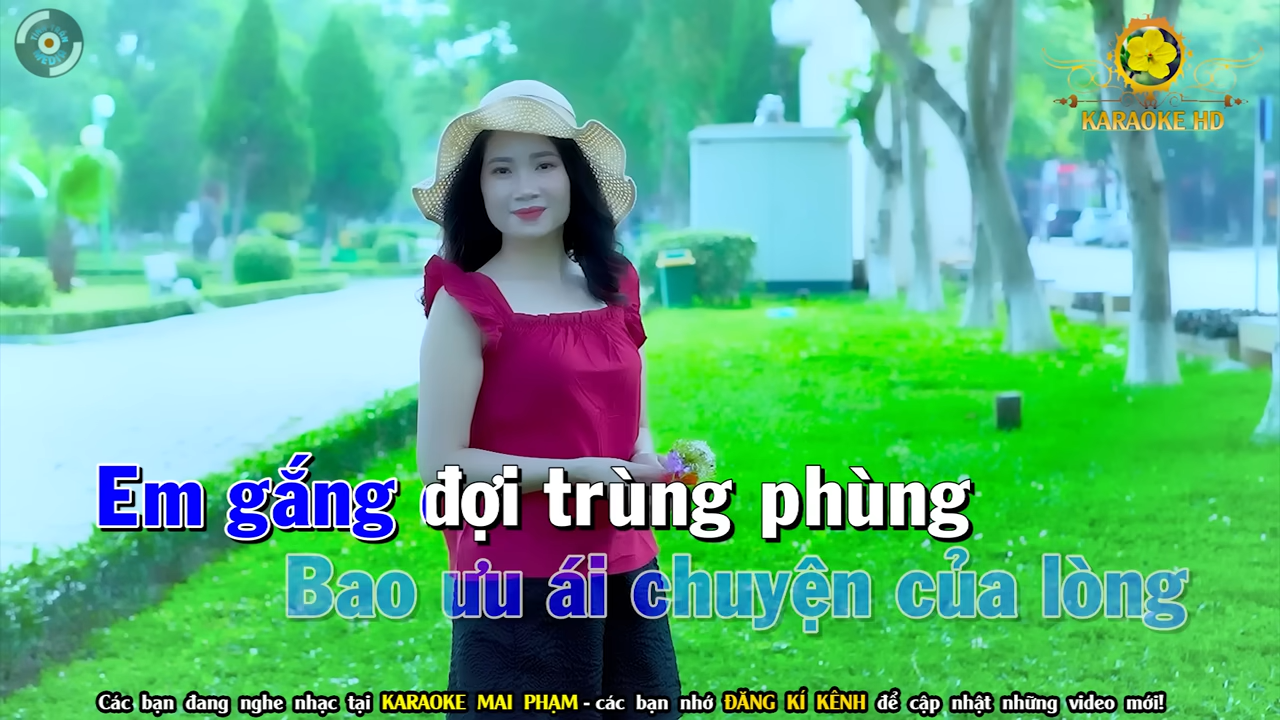 KARAOKE HD
Em gắng đợi trùng phùng
Bao ưu ái chuyện của lòng
Các bạn đang nghe nhạc tại KARAOKE MAI PHẠM - các bạn nhớ ĐĂNG KÍ KÊNH để cập nhật những video mới!